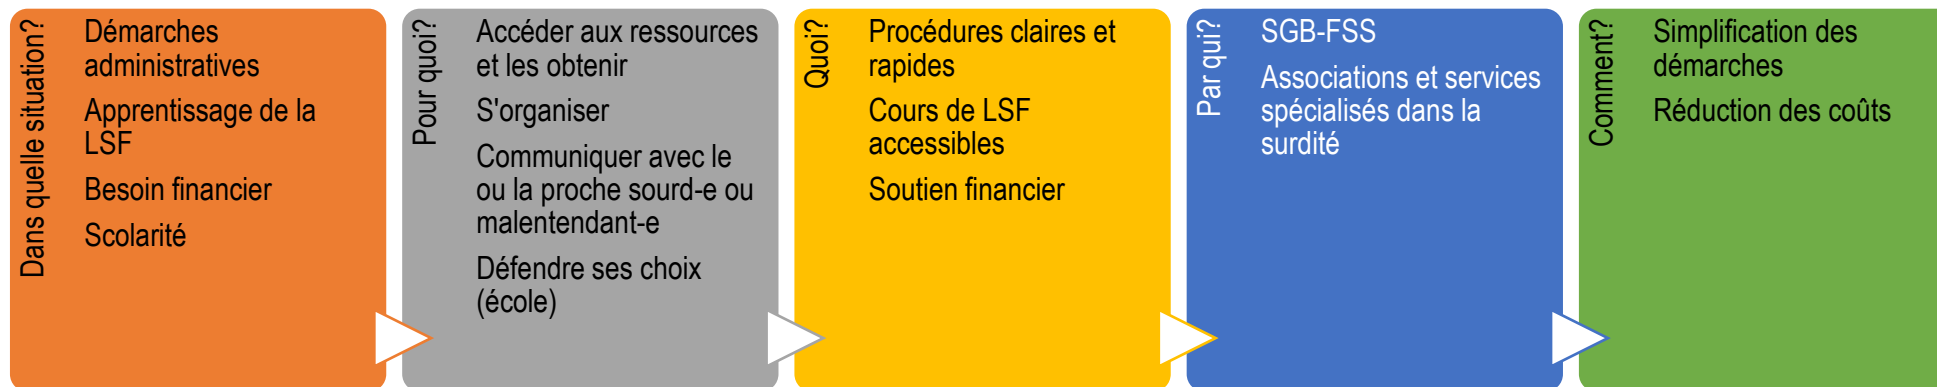 Dans quelle situation?
Démarches
administratives
Apprentissage de la
LSF
Besoin financier
Scolarité
Pour quoi?
Accéder aux ressources
et les obtenir
S'organiser
Communiquer avec le
ou la proche sourd-e ou
malentendant-e
Défendre ses choix
(école)
Quoi?
Procédures claires et
rapides
Cours de LSF
accessibles
Soutien financier
Par qui?
SGB-FSS
Associations et services
spécialisés dans la
surdité
Comment?
Simplification des
démarches
Réduction des coûts